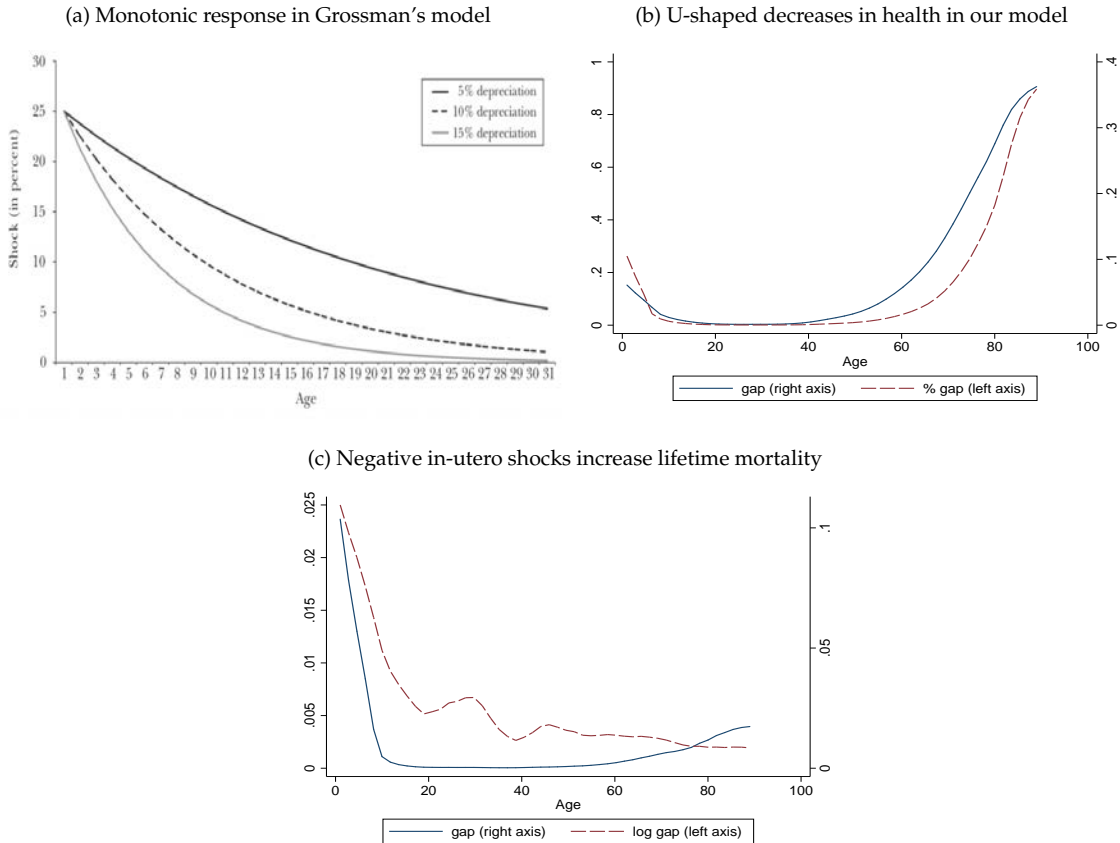 (a) Monotonic response in Grossman's model
30
25
20
15
10
5
0
Shock (in percent)
5% depreciation
10% depreciation
15% depreciation
1 2 3 4 5 6 7 8 9 10 11 12 13 14 15 16 17 18 19 20 21 22 23 24 25 26 27 28 29 30 31
Age
(b) U-shaped decreases in health in our model
1
.8
.6
.4
.2
0
.4
.3
.2
.1
0
0 20 40 60 80 100
Age
gap (right axis) % gap (left axis)
(c) Negative in-utero shocks increase lifetime mortality
.025
.02
.015
.01
.005
0
.1
.05
0
0 20 40 60 80 100
Age
gap (right axis) log gap (left axis)